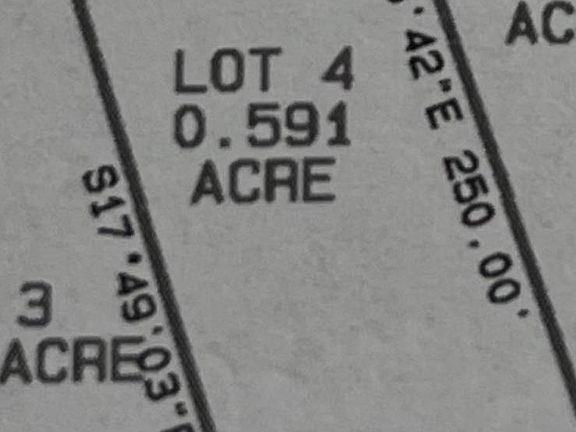 LOT 4
0.591
ACRE
S17°49'03"E
42"E 250.00'
3
ACRE
AC